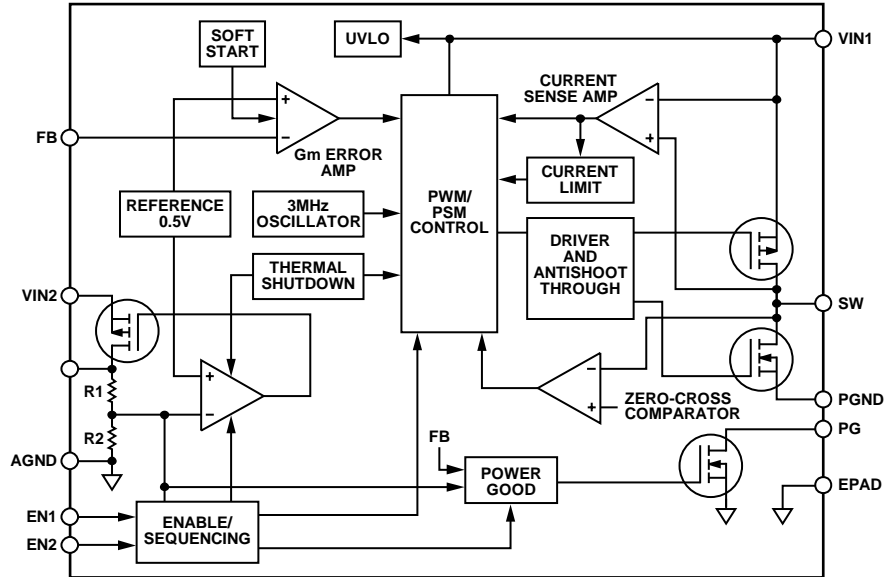 SOFT
START
UVLO
VIN1
CURRENT
SENSE AMP
+
−
−
+
FB
Gm ERROR
AMP
REFERENCE
0.5V
3MHz
OSCILLATOR
PWM/
PSM
CONTROL
CURRENT
LIMIT
THERMAL
SHUTDOWN
DRIVER
AND
ANTISHOOT
THROUGH
VIN2
SW
+
−
R1
R2
−
+
ZERO-CROSS
COMPARATOR
PGND
PG
AGND
FB
POWER
GOOD
EPAD
EN1
EN2
ENABLE/
SEQUENCING